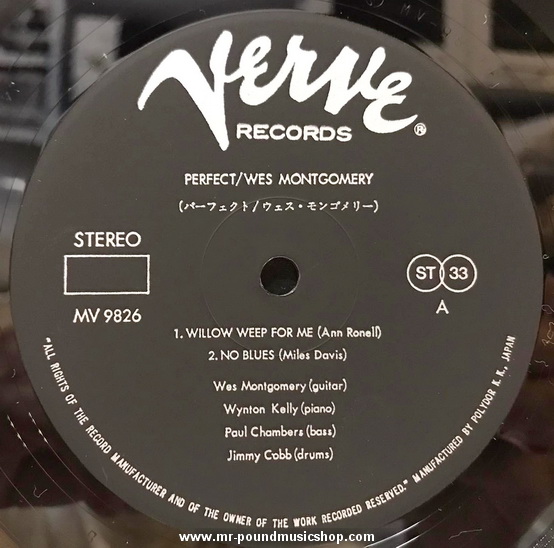 Verve
RECORDS ®
PERFECT/WES MONTGOMERY
(パーフェクト/ウェス・モンゴメリー)
STEREO
MV 9826
ST 33
A
1. WILLOW WEEP FOR ME (Ann Ronell)
2. NO BLUES (Miles Davis)
Wes Montgomery (guitar)
Wynton Kelly (piano)
Paul Chambers (bass)
Jimmy Cobb (drums)
"ALL RIGHTS OF THE RECORD MANUFACTURER AND OF THE OWNER OF THE WORK RECORDED RESERVED." MANUFACTURED BY POLYDOR K. K., JAPAN
www.mr-poundmusicshop.com